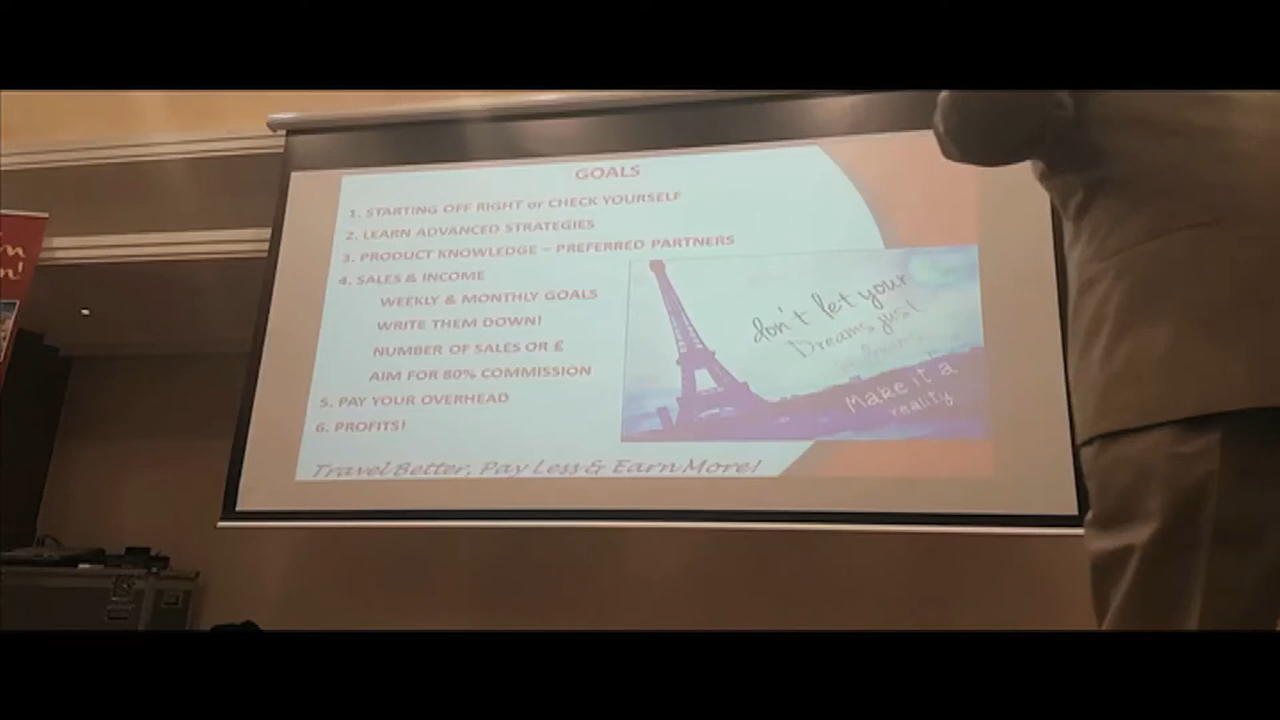 GOALS
1. STARTING OFF RIGHT or CHECK YOURSELF
2. LEARN ADVANCED STRATEGIES
3. PRODUCT KNOWLEDGE – PREFERRED PARTNERS
4. SALES & INCOME
WEEKLY & MONTHLY GOALS
WRITE THEM DOWN!
NUMBER OF SALES OR £
AIM FOR 80% COMMISSION
5. PAY YOUR OVERHEAD
6. PROFITS!
Travel Better, Pay Less & Earn More!
don't let your
Dreams just
Make it a
reality